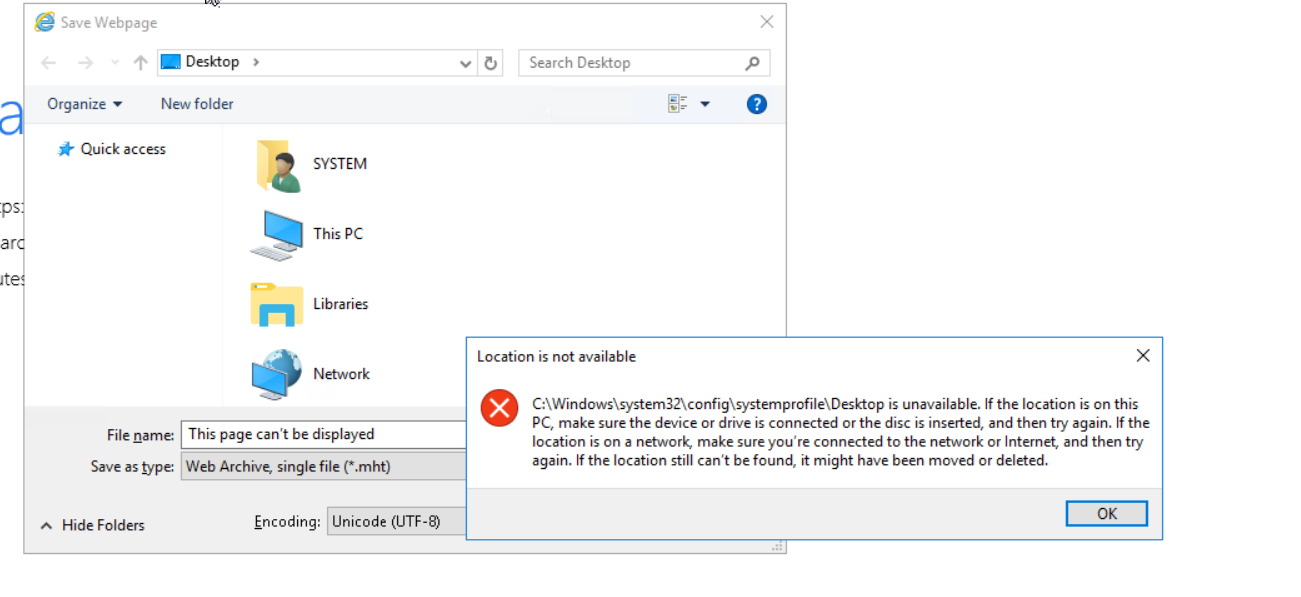 Save Webpage
Desktop
Search Desktop
Organize
New folder
a
Quick access
SYSTEM
tps:
This PC
arc
utes
Libraries
Network
Location is not available
C:\Windows\system32\config\systemprofile\Desktop is unavailable. If the location is on this
PC, make sure the device or drive is connected or the disc is inserted, and then try again. If the
location is on a network, make sure you're connected to the network or Internet, and then try
again. If the location still can't be found, it might have been moved or deleted.
OK
File name: This page can't be displayed
Save as type: Web Archive, single file (*.mht)
Hide Folders
Encoding: Unicode (UTF-8)